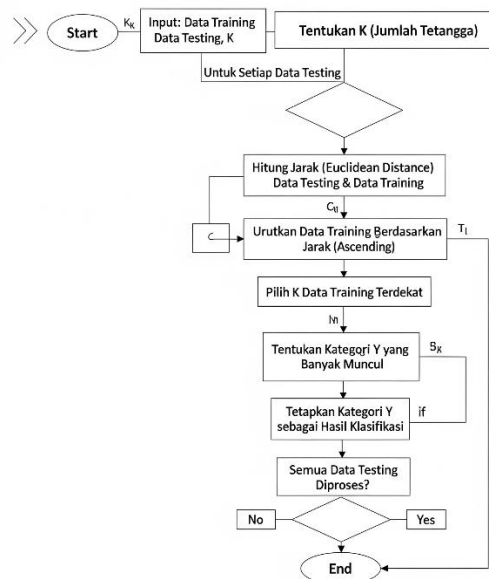 Start
Kκ
Input: Data Training
Data Testing, K
Tentukan K (Jumlah Tetangga)
Untuk Setiap Data Testing
Hitung Jarak (Euclidean Distance)
Data Testing & Data Training
Urutkan Data Training Berdasarkan
Jarak (Ascending)
Pilih K Data Training Terdekat
Tentukan Kategori Y yang
Banyak Muncul
Tetapkan Kategori Y
sebagai Hasil Klasifikasi
if
Semua Data Testing
Diproses?
No
Yes
End